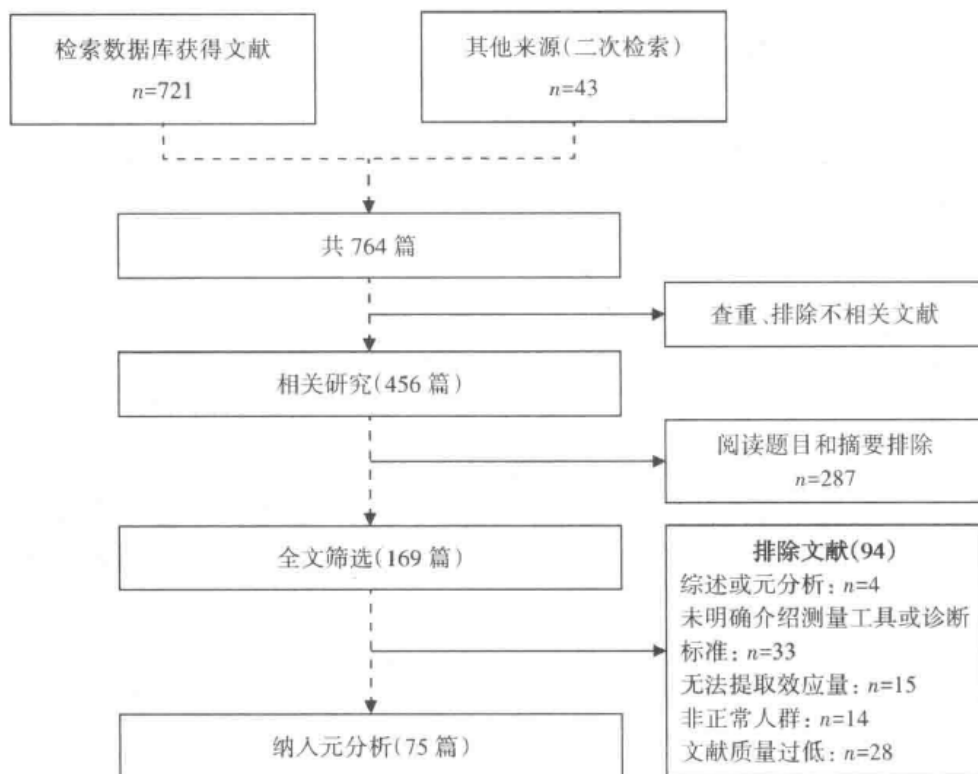 检索数据库获得文献
n=721
其他来源(二次检索)
n=43
共 764 篇
查重、排除不相关文献
相关研究(456 篇)
阅读题目和摘要排除
n=287
全文筛选(169 篇)
排除文献(94)
综述或元分析: n=4
未明确介绍测量工具或诊断
标准: n=33
无法提取效应量: n=15
非正常人群: n=14
文献质量过低: n=28
纳入元分析(75 篇)